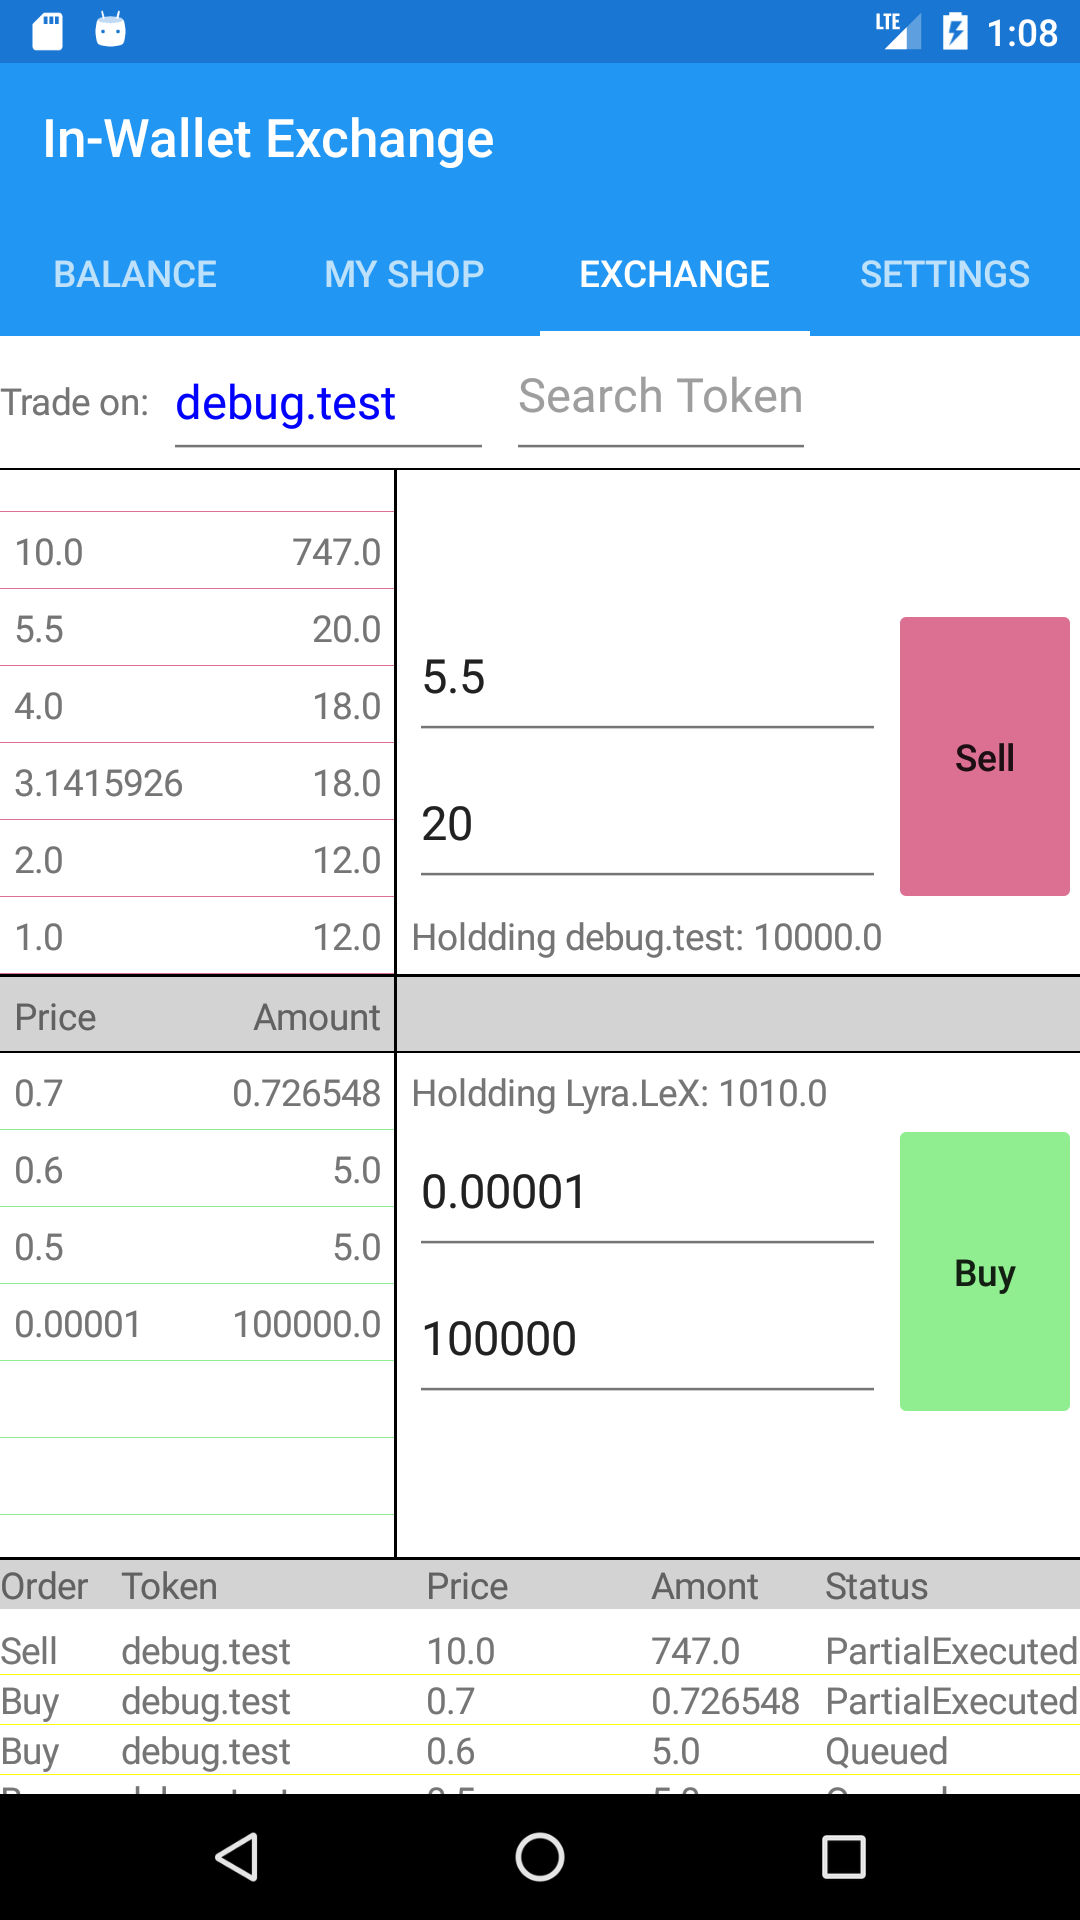 LTE 1:08
In-Wallet Exchange
BALANCE MY SHOP EXCHANGE SETTINGS
Trade on: debug.test Search Token
10.0 747.0
5.5 20.0
4.0 18.0
3.1415926 18.0
2.0 12.0
1.0 12.0
5.5
20
Sell
Holdding debug.test: 10000.0
Price Amount
0.7 0.726548
0.6 5.0
0.5 5.0
0.00001 100000.0
Holdding Lyra.LeX: 1010.0
0.00001
100000
Buy
Order Token Price Amont Status
Sell debug.test 10.0 747.0 PartialExecuted
Buy debug.test 0.7 0.726548 PartialExecuted
Buy debug.test 0.6 5.0 Queued